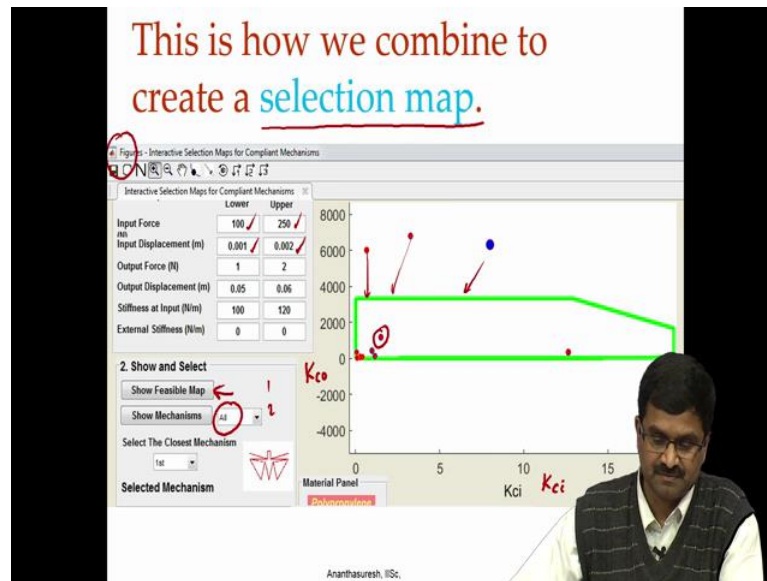 This is how we combine to
create a selection map.
Figures - Interactive Selection Maps for Compliant Mechanisms
Interactive Selection Maps for Compliant Mechanisms
Lower Upper
Input Force 100 250
Input Displacement (m) 0.001 0.002
Output Force (N) 1 2
Output Displacement (m) 0.05 0.06
Stiffness at Input (N/m) 100 120
External Stiffness (N/m) 0 0
2. Show and Select
Show Feasible Map 1
Show Mechanisms All 2
Select The Closest Mechanism
1st
Selected Mechanism
Material Panel
Polypropylene
8000
6000
4000
2000
0
-2000
-4000
Kco
0 5 10 15
Kci Kci
Ananthasuresh, IISc,